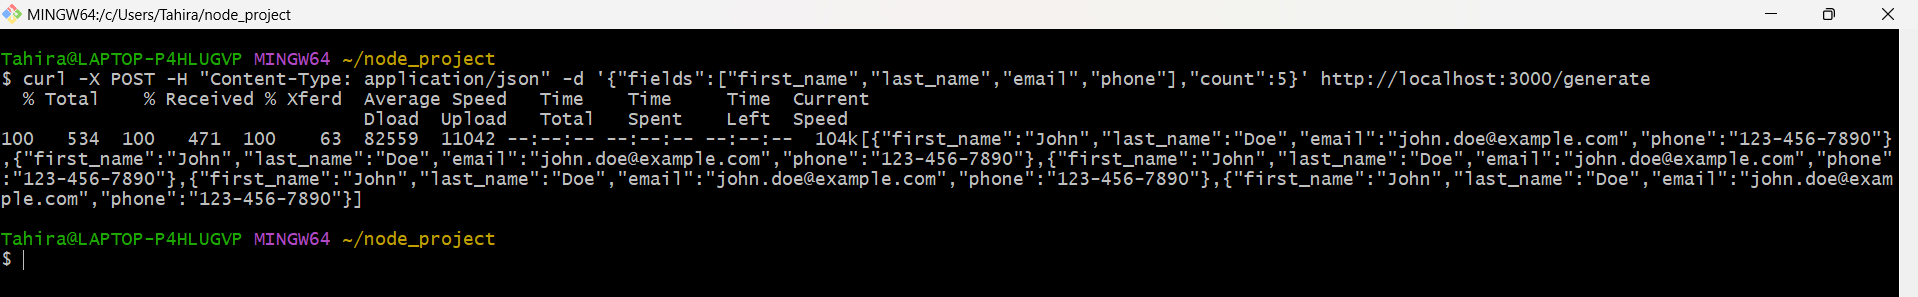 MINGW64:/c/Users/Tahira/node_project
Tahira@LAPTOP-P4HLUGVP MINGW64 ~/node_project
$ curl -X POST -H "Content-Type: application/json" -d '{"fields":["first_name","last_name","email","phone"],"count":5}' http://localhost:3000/generate
  % Total    % Received % Xferd  Average Speed   Time    Time     Time  Current
                                 Dload  Upload   Total   Spent    Left  Speed
100   534  100   471  100    63  82559  11042 --:--:-- --:--:-- --:--:--  104k[{"first_name":"John","last_name":"Doe","email":"john.doe@example.com","phone":"123-456-7890"}
,{"first_name":"John","last_name":"Doe","email":"john.doe@example.com","phone":"123-456-7890"},{"first_name":"John","last_name":"Doe","email":"john.doe@example.com","phone"
:"123-456-7890"},{"first_name":"John","last_name":"Doe","email":"john.doe@example.com","phone":"123-456-7890"},{"first_name":"John","last_name":"Doe","email":"john.doe@exam
ple.com","phone":"123-456-7890"}]
Tahira@LAPTOP-P4HLUGVP MINGW64 ~/node_project
$